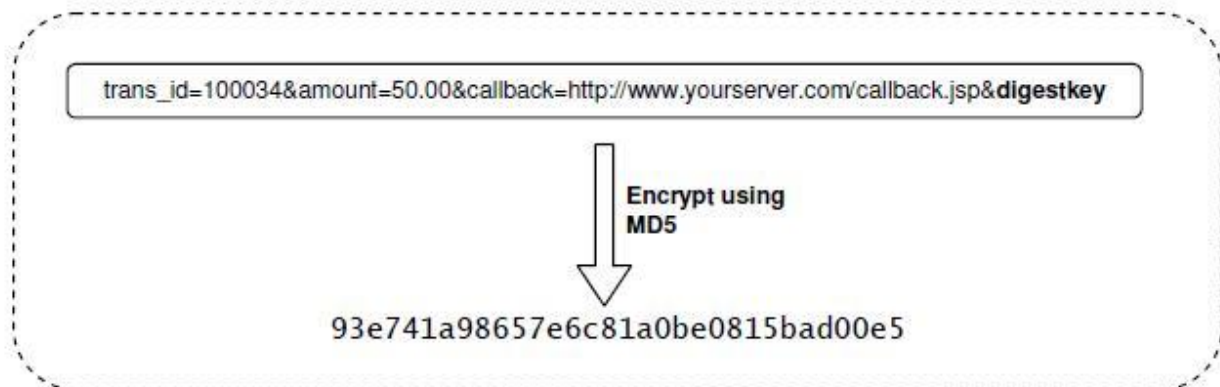 trans_id=100034&amount=50.00&callback=http://www.yourserver.com/callback.jsp&digestkey
Encrypt using
MD5
93e741a98657e6c81a0be0815bad00e5